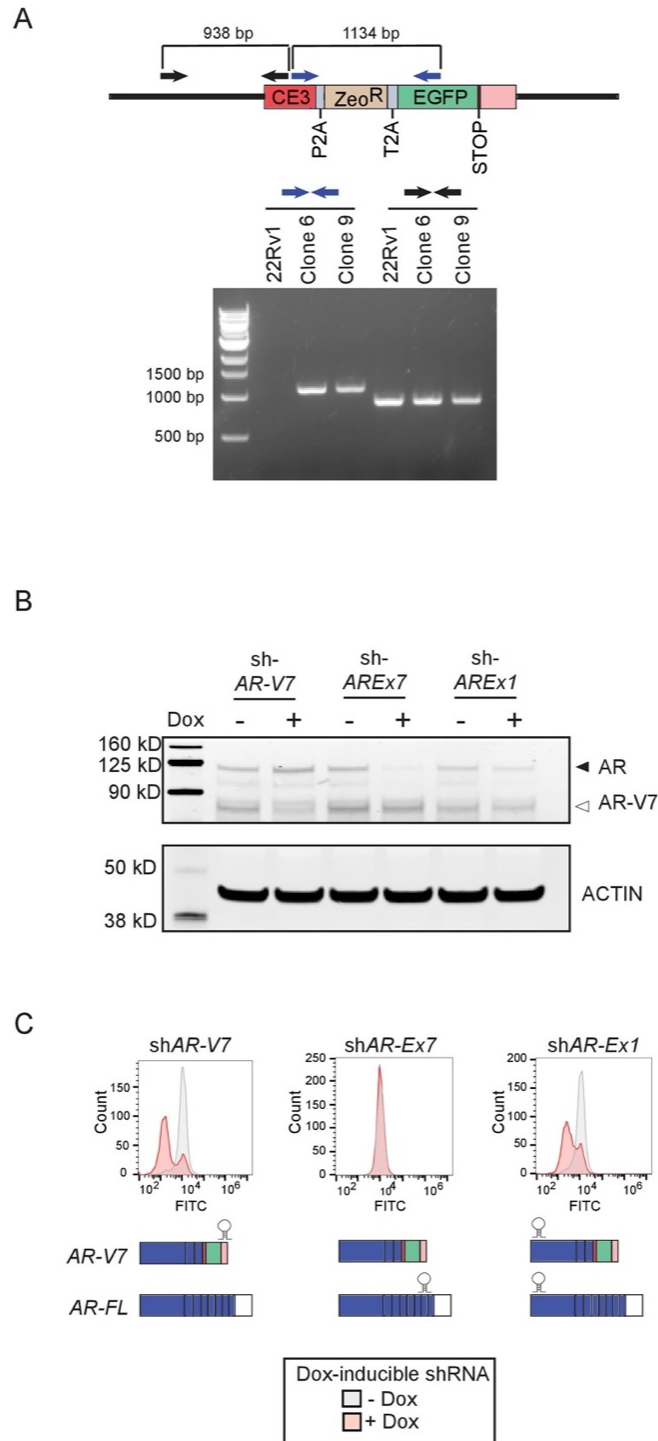 A
938 bp 1134 bp
CE3 ZeoR EGFP
P2A T2A STOP
22Rv1 Clone 6 Clone 9 22Rv1 Clone 6 Clone 9
1500 bp
1000 bp
500 bp
B
sh- sh- sh-
AR-V7 AREx7 AREx1
Dox - + - + - +
160 kD
125 kD AR
90 kD AR-V7
50 kD
ACTIN
38 kD
C
shAR-V7 shAR-Ex7 shAR-Ex1
Count 150 100 50 0 Count 250 200 150 100 50 0 Count 200 150 100 50 0
10² 10⁴ 10⁶ 10² 10⁴ 10⁶ 10² 10⁴ 10⁶
FITC FITC FITC
AR-V7
AR-FL
Dox-inducible shRNA
- Dox
+ Dox